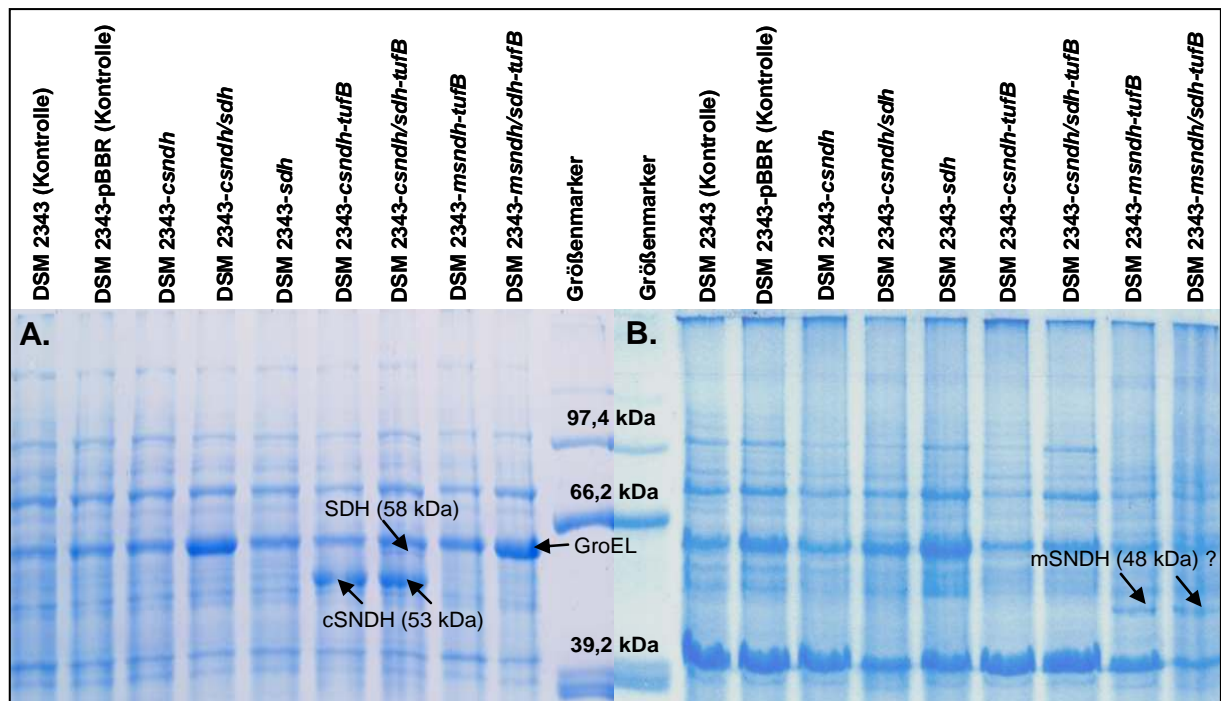 DSM 2343 (Kontrolle)
DSM 2343-pBBR (Kontrolle)
DSM 2343-csndh
DSM 2343-csndh/sdh
DSM 2343-sdh
DSM 2343-csndh-tufB
DSM 2343-csndh/sdh-tufB
DSM 2343-msndh-tufB
DSM 2343-msndh/sdh-tufB
Größenmarker
Größenmarker
DSM 2343 (Kontrolle)
DSM 2343-pBBR (Kontrolle)
DSM 2343-csndh
DSM 2343-csndh/sdh
DSM 2343-sdh
DSM 2343-csndh-tufB
DSM 2343-csndh/sdh-tufB
DSM 2343-msndh-tufB
DSM 2343-msndh/sdh-tufB
A.
B.
97,4 kDa
66,2 kDa
SDH (58 kDa)
GroEL
mSNDH (48 kDa) ?
cSNDH (53 kDa)
39,2 kDa